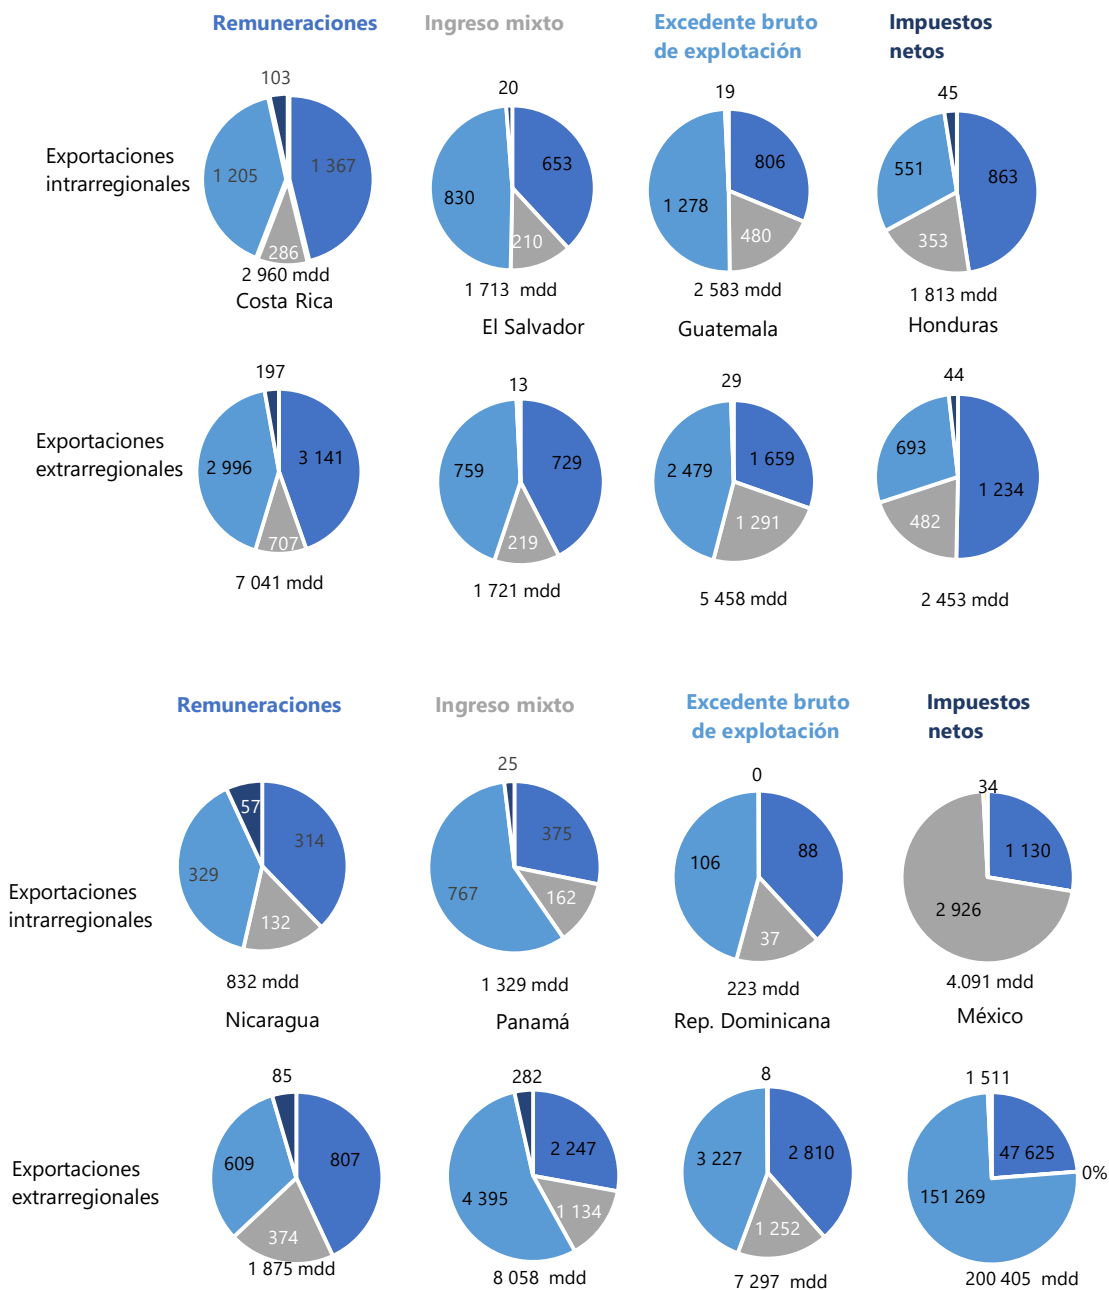 Remuneraciones
Ingreso mixto
Excedente bruto
de explotación
Impuestos
netos
Exportaciones
intrarregionales
103
1 205
1 367
286
2 960 mdd
Costa Rica
20
830
653
210
1 713 mdd
El Salvador
19
1 278
806
480
2 583 mdd
Guatemala
45
551
863
353
1 813 mdd
Honduras
Exportaciones
extrarregionales
197
2 996
3 141
707
7 041 mdd
13
759
729
219
1 721 mdd
29
2 479
1 659
1 291
5 458 mdd
44
693
1 234
482
2 453 mdd
Remuneraciones
Ingreso mixto
Excedente bruto
de explotación
Impuestos
netos
Exportaciones
intrarregionales
57
329
314
132
832 mdd
Nicaragua
25
375
767
162
1 329 mdd
Panamá
0
106
88
37
223 mdd
Rep. Dominicana
34
1 130
2 926
4.091 mdd
México
Exportaciones
extrarregionales
85
609
807
374
1 875 mdd
282
2 247
4 395
1 134
8 058 mdd
8
3 227
2 810
1 252
7 297 mdd
1 511
47 625
0%
151 269
200 405 mdd